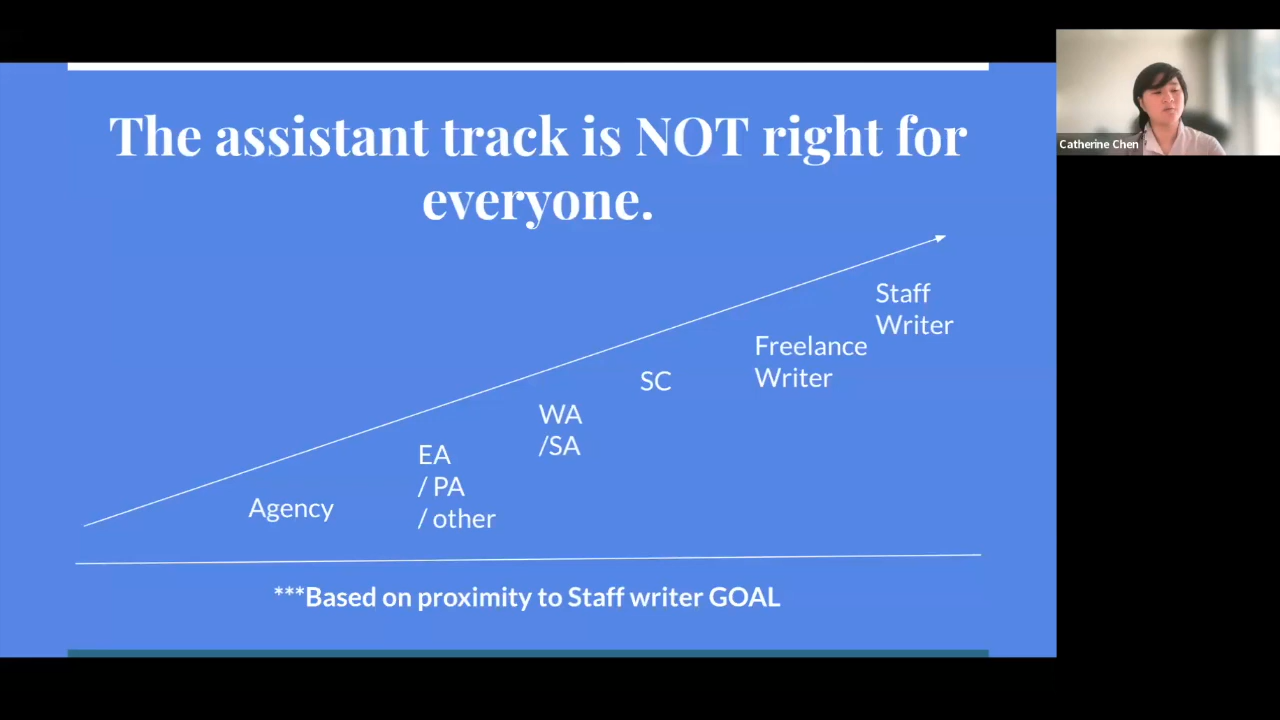 The assistant track is NOT right for
everyone.
Staff
Writer
Freelance
Writer
SC
WA
/SA
EA
/ PA
/ other
Agency
***Based on proximity to Staff writer GOAL
Catherine Chen